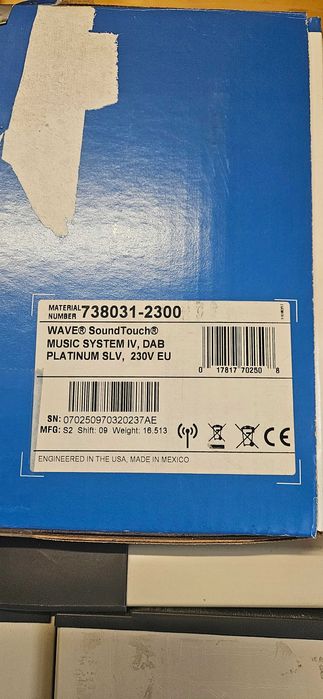 MATERIAL NUMBER 738031-2300
WAVE® SoundTouch®
MUSIC SYSTEM IV, DAB
PLATINUM SLV, 230V EU
0 17817 70250 8
SN: 070250970320237AE
MFG: S2 Shift: 09 Weight: 16.513
CE
ENGINEERED IN THE USA, MADE IN MEXICO